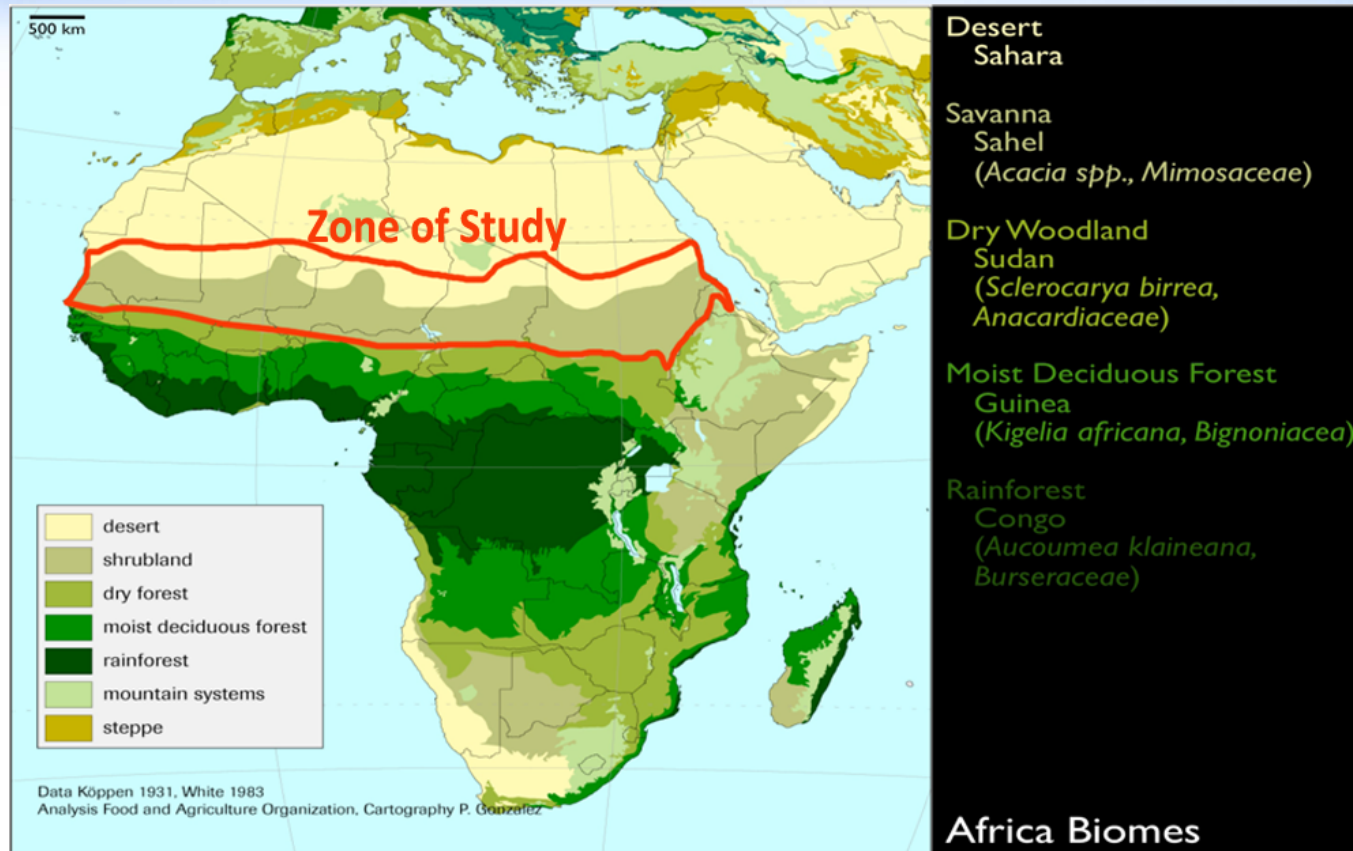 500 km
Zone of Study
desert
shrubland
dry forest
moist deciduous forest
rainforest
mountain systems
steppe
Data Köppen 1931, White 1983
Analysis Food and Agriculture Organization, Cartography P. Gonzalez
Desert
Sahara
Savanna
Sahel
(Acacia spp., Mimosaceae)
Dry Woodland
Sudan
(Sclerocarya birrea,
Anacardiaceae)
Moist Deciduous Forest
Guinea
(Kigelia africana, Bignoniacea)
Rainforest
Congo
(Aucoumea klaineana,
Burseraceae)
Africa Biomes